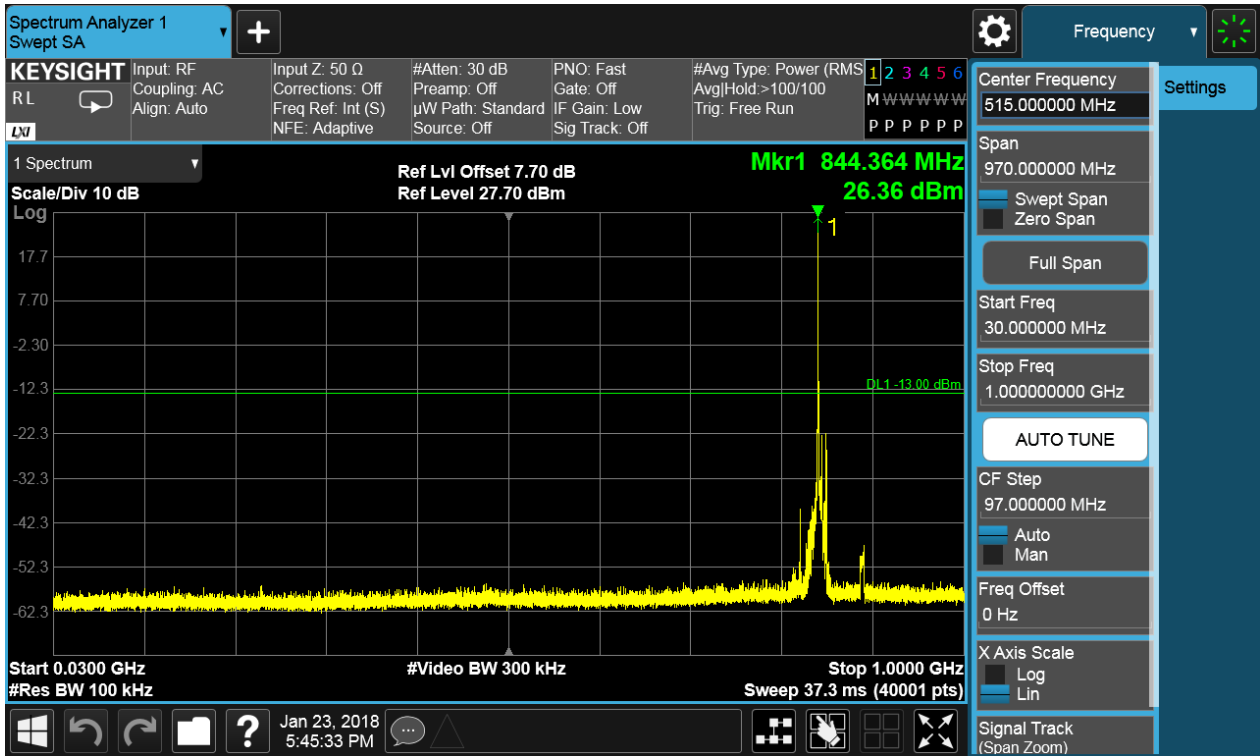 Spectrum Analyzer 1
Swept SA
+
Frequency
KEYSIGHT
R L
LXI
Input: RF
Coupling: AC
Align: Auto
Input Z: 50 Ω
Corrections: Off
Freq Ref: Int (S)
NFE: Adaptive
#Atten: 30 dB
Preamp: Off
µW Path: Standard
Source: Off
PNO: Fast
Gate: Off
IF Gain: Low
Sig Track: Off
#Avg Type: Power (RMS
Avg|Hold:>100/100
Trig: Free Run
1 2 3 4 5 6
M W W W W W
P P P P P P
1 Spectrum
Scale/Div 10 dB
Ref Lvl Offset 7.70 dB
Ref Level 27.70 dBm
Mkr1 844.364 MHz
26.36 dBm
Log
1
17.7
7.70
-2.30
-12.3
DL1 -13.00 dBm
-22.3
-32.3
-42.3
-52.3
-62.3
Start 0.0300 GHz
#Video BW 300 kHz
Stop 1.0000 GHz
#Res BW 100 kHz
Sweep 37.3 ms (40001 pts)
Center Frequency
515.000000 MHz
Settings
Span
970.000000 MHz
Swept Span
Zero Span
Full Span
Start Freq
30.000000 MHz
Stop Freq
1.000000000 GHz
AUTO TUNE
CF Step
97.000000 MHz
Auto
Man
Freq Offset
0 Hz
X Axis Scale
Log
Lin
Signal Track
(Span Zoom)
?
Jan 23, 2018
5:45:33 PM